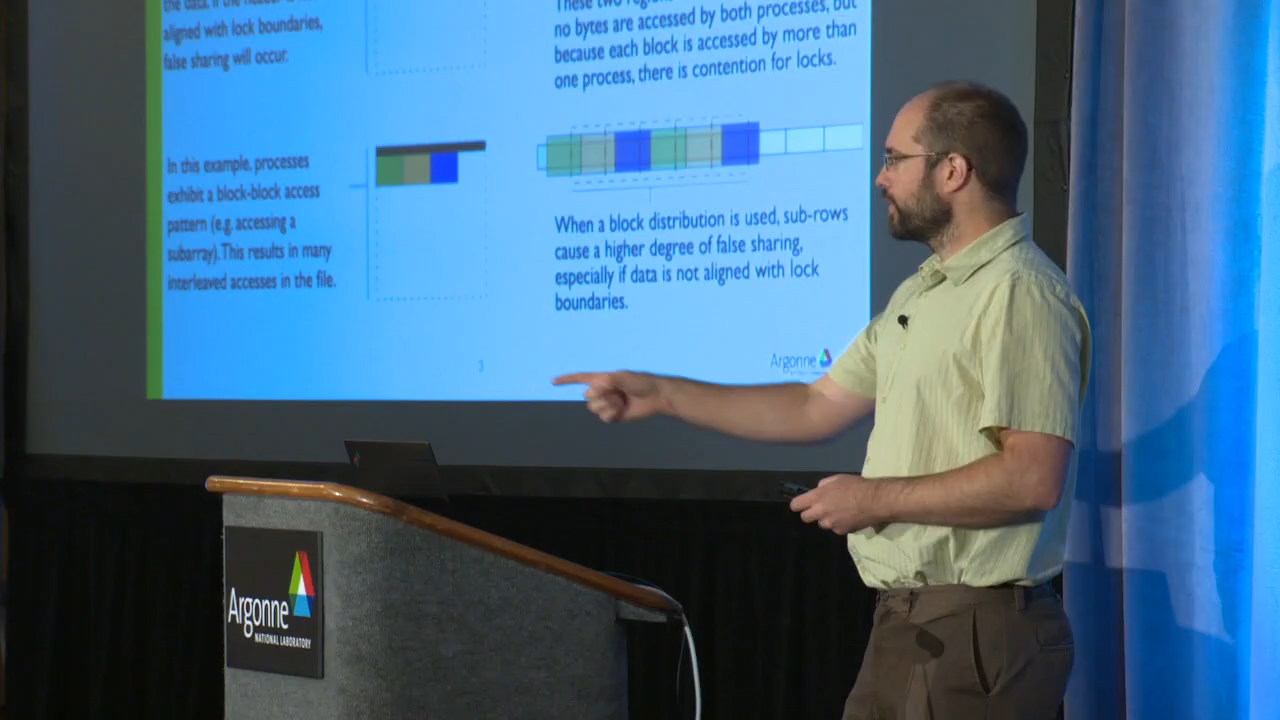 the data. If the header is not
aligned with lock boundaries,
false sharing will occur.
These two regions
no bytes are accessed by both processes, but
because each block is accessed by more than
one process, there is contention for locks.
In this example, processes
exhibit a block-block access
pattern (e.g. accessing a
subarray). This results in many
interleaved accesses in the file.
When a block distribution is used, sub-rows
cause a higher degree of false sharing,
especially if data is not aligned with lock
boundaries.
3
Argonne
Argonne
NATIONAL LABORATORY